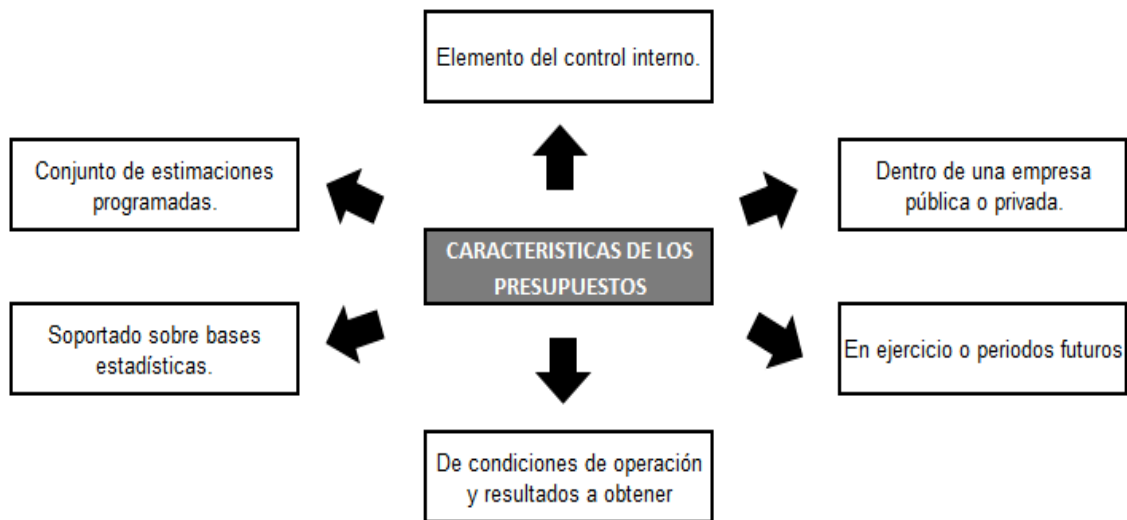 Elemento del control interno.
Conjunto de estimaciones
programadas.
Dentro de una empresa
pública o privada.
CARACTERISTICAS DE LOS
PRESUPUESTOS
Soportado sobre bases
estadísticas.
En ejercicio o periodos futuros
De condiciones de operación
y resultados a obtener